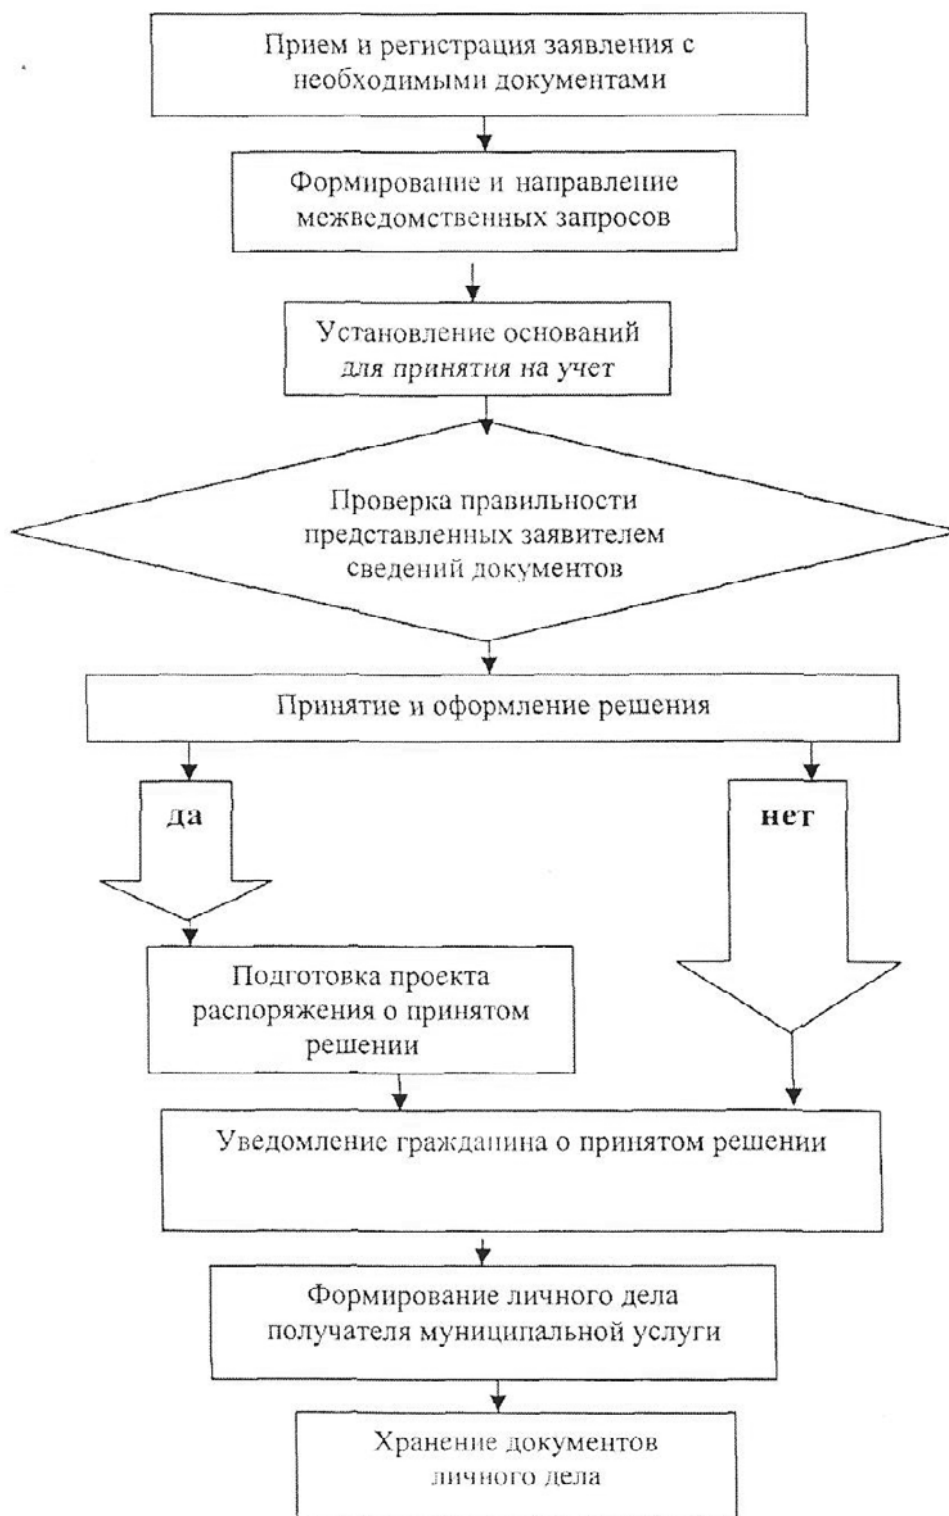 Прием и регистрация заявления с
необходимыми документами
Формирование и направление
межведомственных запросов
Установление оснований
для принятия на учет
Проверка правильности
представленных заявителем
сведений документов
Принятие и оформление решения
да
нет
Подготовка проекта
распоряжения о принятом
решении
Уведомление гражданина о принятом решении
Формирование личного дела
получателя муниципальной услуги
Хранение документов
личного дела